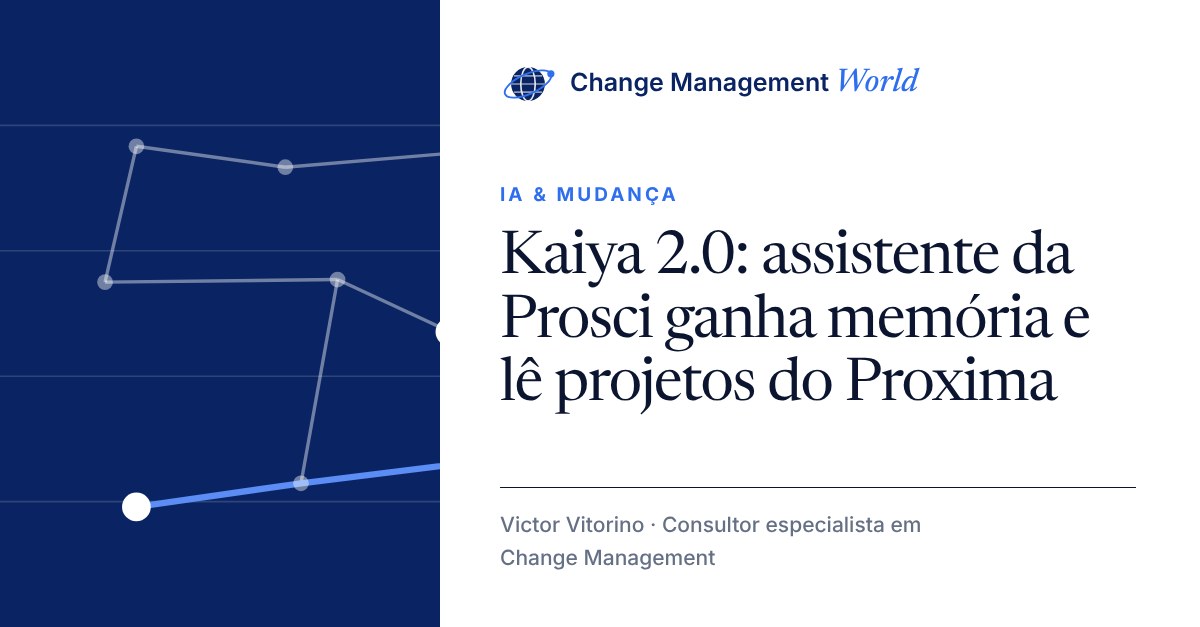 Change Management World
IA & MUDANÇA
Kaiya 2.0: assistente da
Prosci ganha memória e
lê projetos do Proxima
Victor Vitorino · Consultor especialista em
Change Management